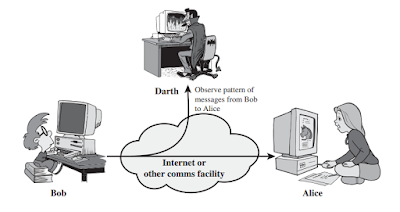 Darth
Observe pattern of
messages from Bob
to Alice
Internet or
other comms facility
Bob
Alice